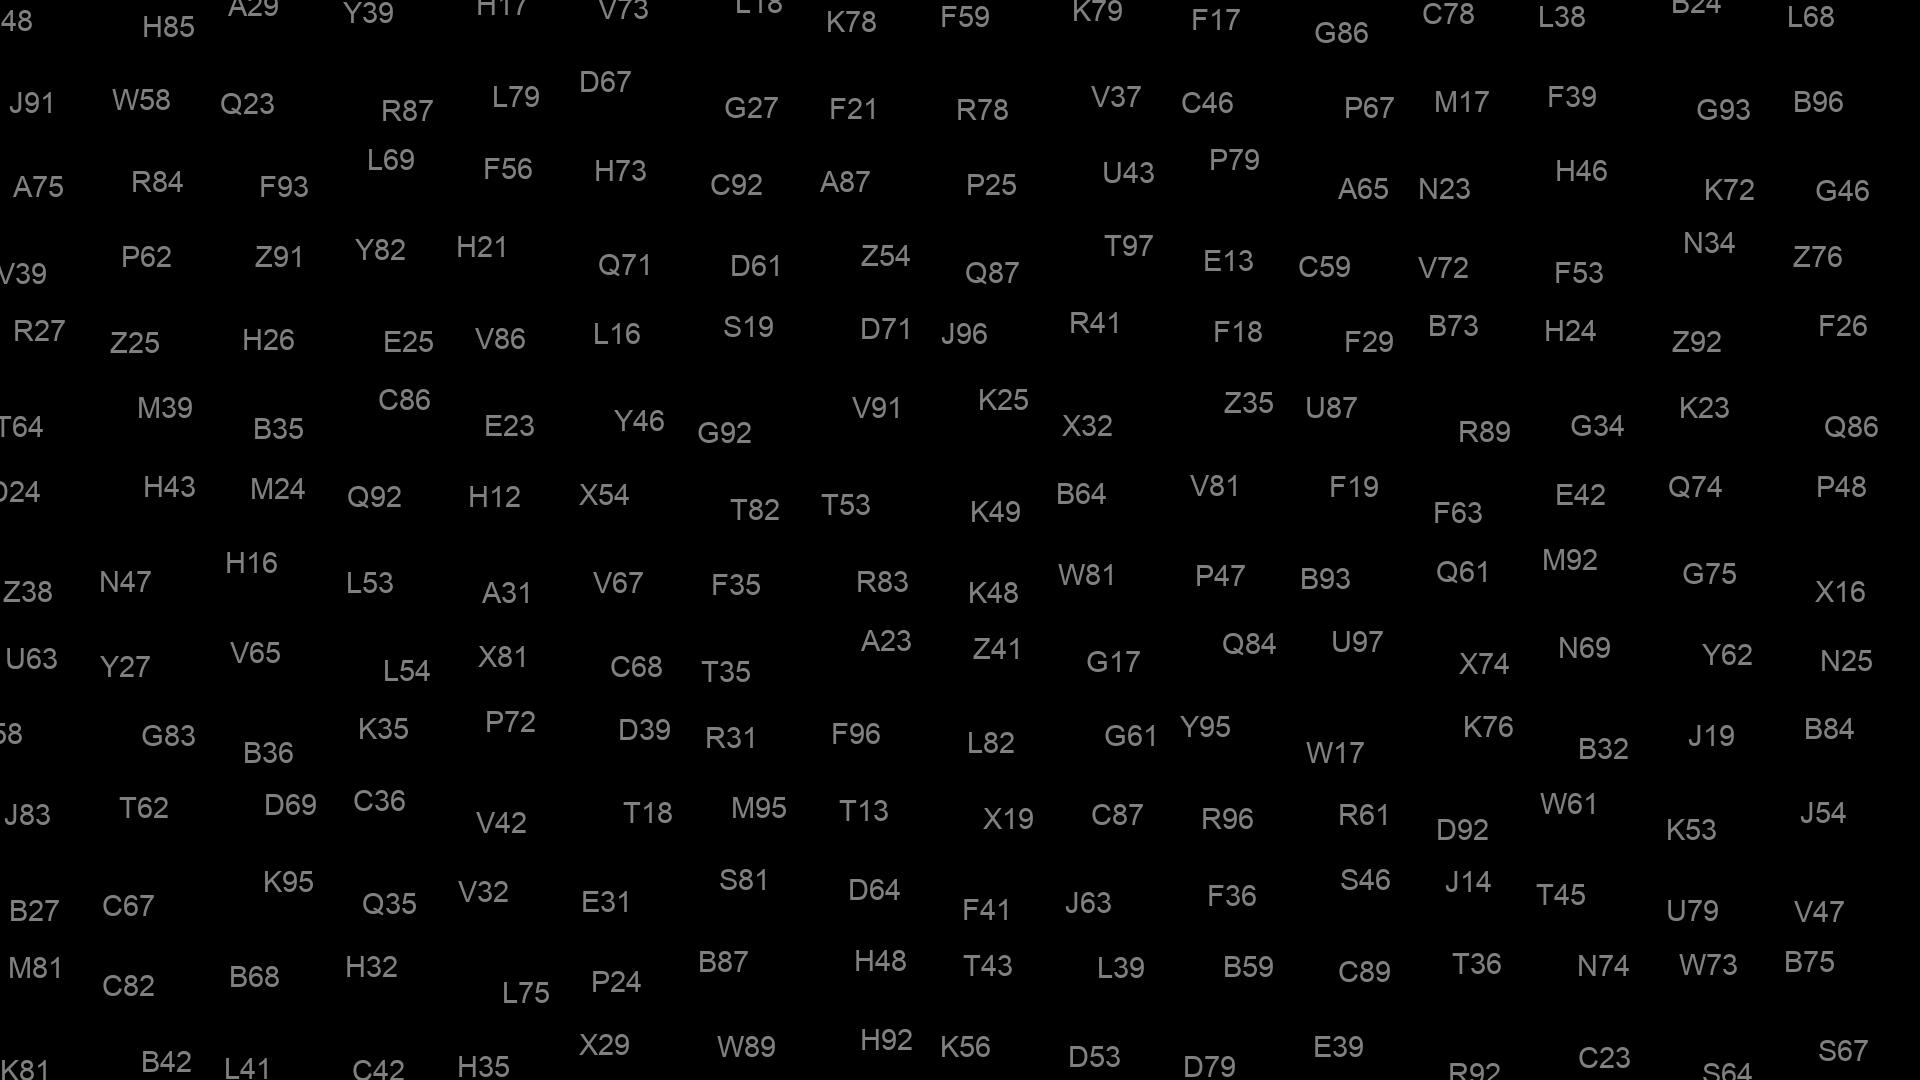 48 H85 A29 Y39 H17 V73 L18 K78 F59 K79 F17 G86 C78 L38 B24 L68
J91 W58 Q23 R87 L79 D67 G27 F21 R78 V37 C46 P67 M17 F39 G93 B96
A75 R84 F93 L69 F56 H73 C92 A87 P25 U43 P79 A65 N23 H46 K72 G46
V39 P62 Z91 Y82 H21 Q71 D61 Z54 Q87 T97 E13 C59 V72 F53 N34 Z76
R27 Z25 H26 E25 V86 L16 S19 D71 J96 R41 F18 F29 B73 H24 Z92 F26
T64 M39 B35 C86 E23 Y46 G92 V91 K25 X32 Z35 U87 R89 G34 K23 Q86
24 H43 M24 Q92 H12 X54 T82 T53 K49 B64 V81 F19 F63 E42 Q74 P48
Z38 N47 H16 L53 A31 V67 F35 R83 K48 W81 P47 B93 Q61 M92 G75 X16
U63 Y27 V65 L54 X81 C68 T35 A23 Z41 G17 Q84 U97 X74 N69 Y62 N25
58 G83 B36 K35 P72 D39 R31 F96 L82 G61 Y95 W17 K76 B32 J19 B84
J83 T62 D69 C36 V42 T18 M95 T13 X19 C87 R96 R61 D92 W61 K53 J54
B27 C67 K95 Q35 V32 E31 S81 D64 F41 J63 F36 S46 J14 T45 U79 V47
M81 C82 B68 H32 L75 P24 B87 H48 T43 L39 B59 C89 T36 N74 W73 B75
K81 B42 L41 C42 H35 X29 W89 H92 K56 D53 D79 E39 R92 C23 S64 S67